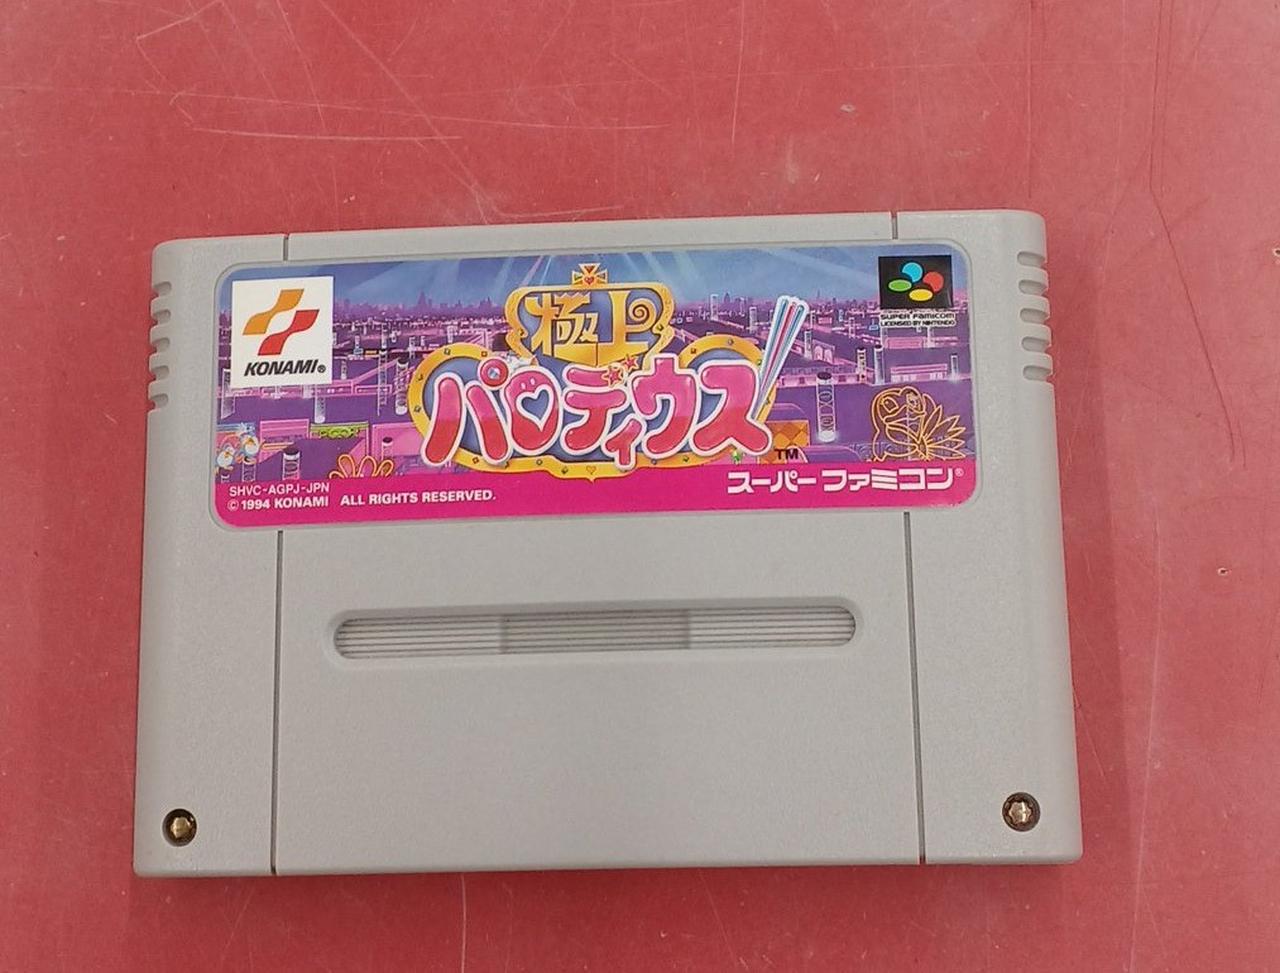 KONAMI®
極上
パロディウス
TM
SUPER FAMICOM
LICENSED BY NINTENDO
SHVC-AGPJ-JPN
© 1994 KONAMI ALL RIGHTS RESERVED.
スーパーファミコン®